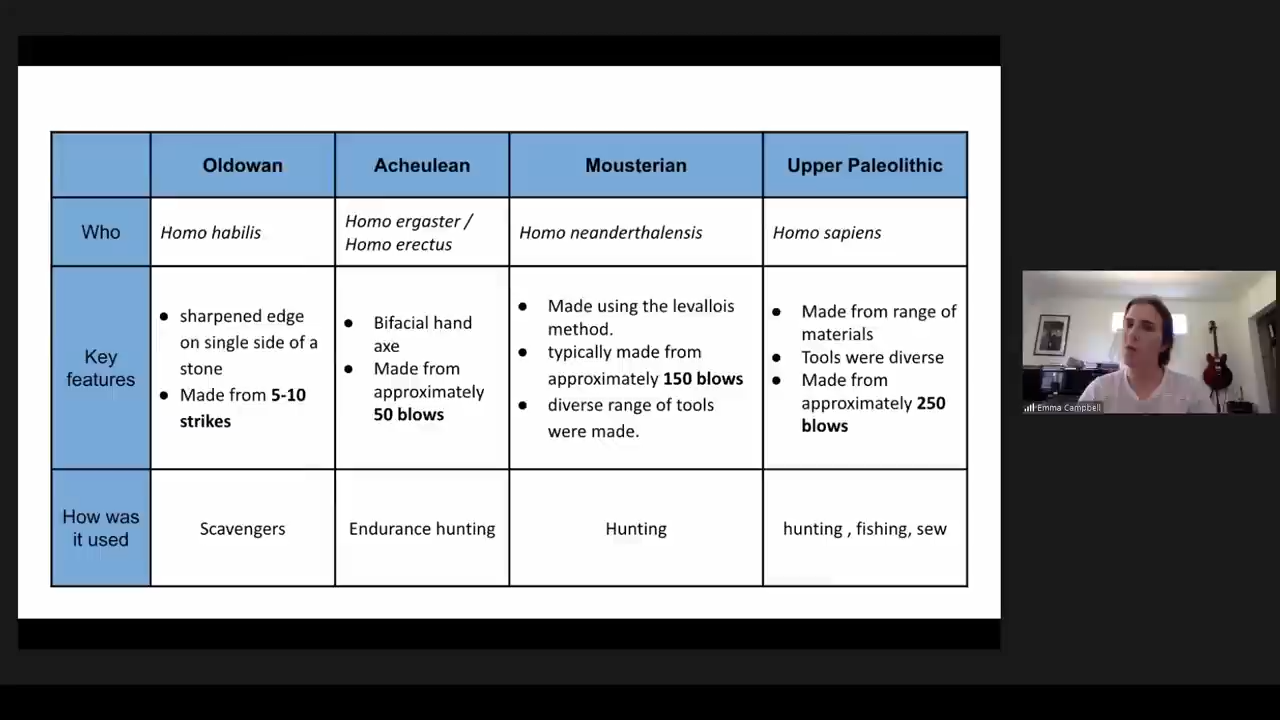 Oldowan
Acheulean
Mousterian
Upper Paleolithic
Who
Homo habilis
Homo ergaster /
Homo erectus
Homo neanderthalensis
Homo sapiens
Key
features
● sharpened edge
on single side of a
stone
● Made from 5-10
strikes
● Bifacial hand
axe
● Made from
approximately
50 blows
● Made using the levallois
method.
● typically made from
approximately 150 blows
● diverse range of tools
were made.
● Made from range of
materials
● Tools were diverse
● Made from
approximately 250
blows
How was
it used
Scavengers
Endurance hunting
Hunting
hunting , fishing, sew
Emma Campbell